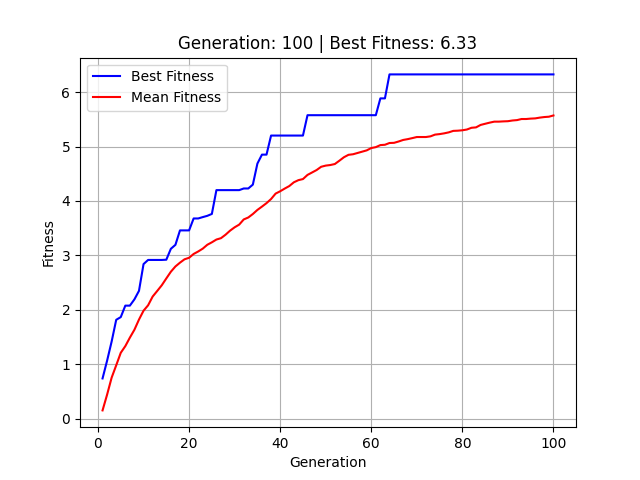 Generation: 100 | Best Fitness: 6.33
Best Fitness
Mean Fitness
6
5
4
3
2
1
0
Fitness
0 20 40 60 80 100
Generation